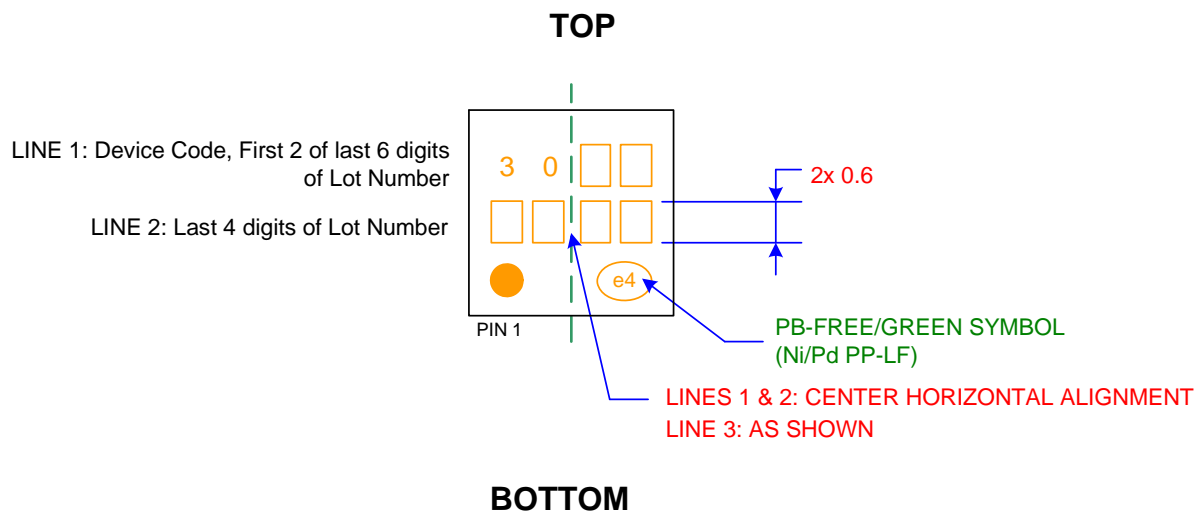 TOP
LINE 1: Device Code, First 2 of last 6 digits
of Lot Number
3 0
2x 0.6
LINE 2: Last 4 digits of Lot Number
e4
PIN 1
PB-FREE/GREEN SYMBOL
(Ni/Pd PP-LF)
LINES 1 & 2: CENTER HORIZONTAL ALIGNMENT
LINE 3: AS SHOWN
BOTTOM